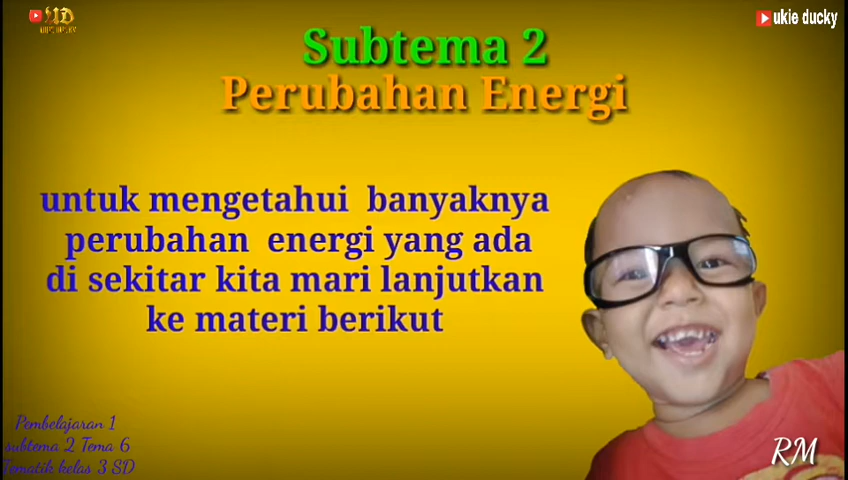 ukie ducky
Subtema 2
Perubahan Energi
untuk mengetahui banyaknya
perubahan energi yang ada
di sekitar kita mari lanjutkan
ke materi berikut
Pembelajaran 1
subtema 2 Tema 6
Tematik kelas 3 SD
RM